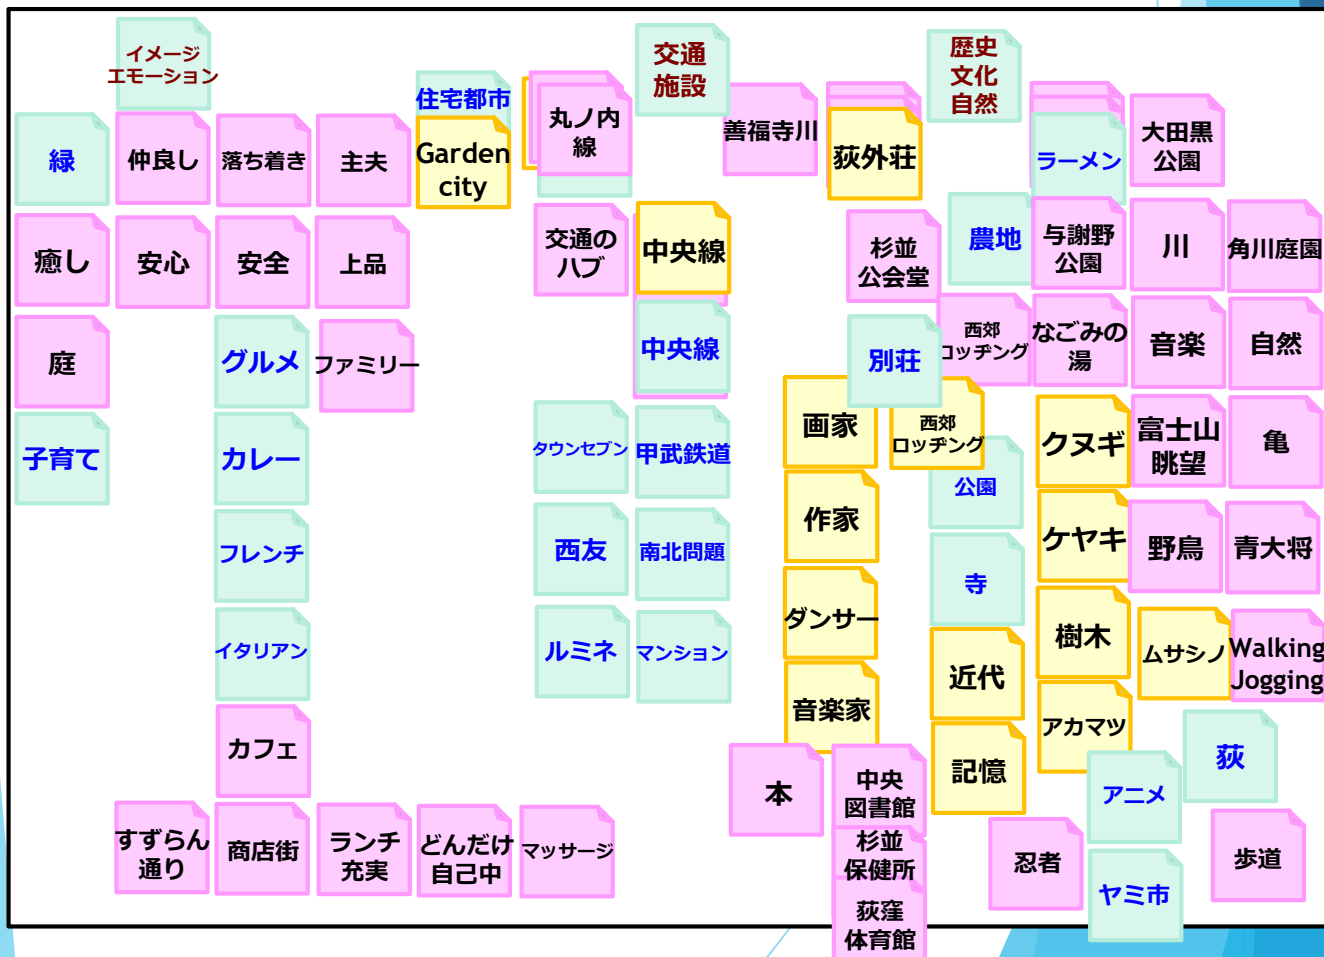 イメージ
エモーション
交通
施設
歴史
文化
自然
緑
仲良し
落ち着き
主夫
住宅都市
Garden
city
丸ノ内
線
善福寺川
荻外荘
ラーメン
大田黒
公園
癒し
安心
安全
上品
交通の
ハブ
中央線
杉並
公会堂
農地
与謝野
公園
川
角川庭園
庭
グルメ
ファミリー
中央線
別荘
西郊
ロッヂング
なごみの
湯
音楽
自然
子育て
カレー
タウンセブン
甲武鉄道
画家
西郊
ロッヂング
クヌギ
富士山
眺望
亀
フレンチ
西友
南北問題
作家
公園
ケヤキ
野鳥
青大将
イタリアン
ルミネ
マンション
ダンサー
寺
樹木
ムサシノ
Walking
Jogging
カフェ
音楽家
近代
アカマツ
荻
本
中央
図書館
記憶
アニメ
すずらん
通り
商店街
ランチ
充実
どんだけ
自己中
マッサージ
杉並
保健所
忍者
ヤミ市
歩道
荻窪
体育館